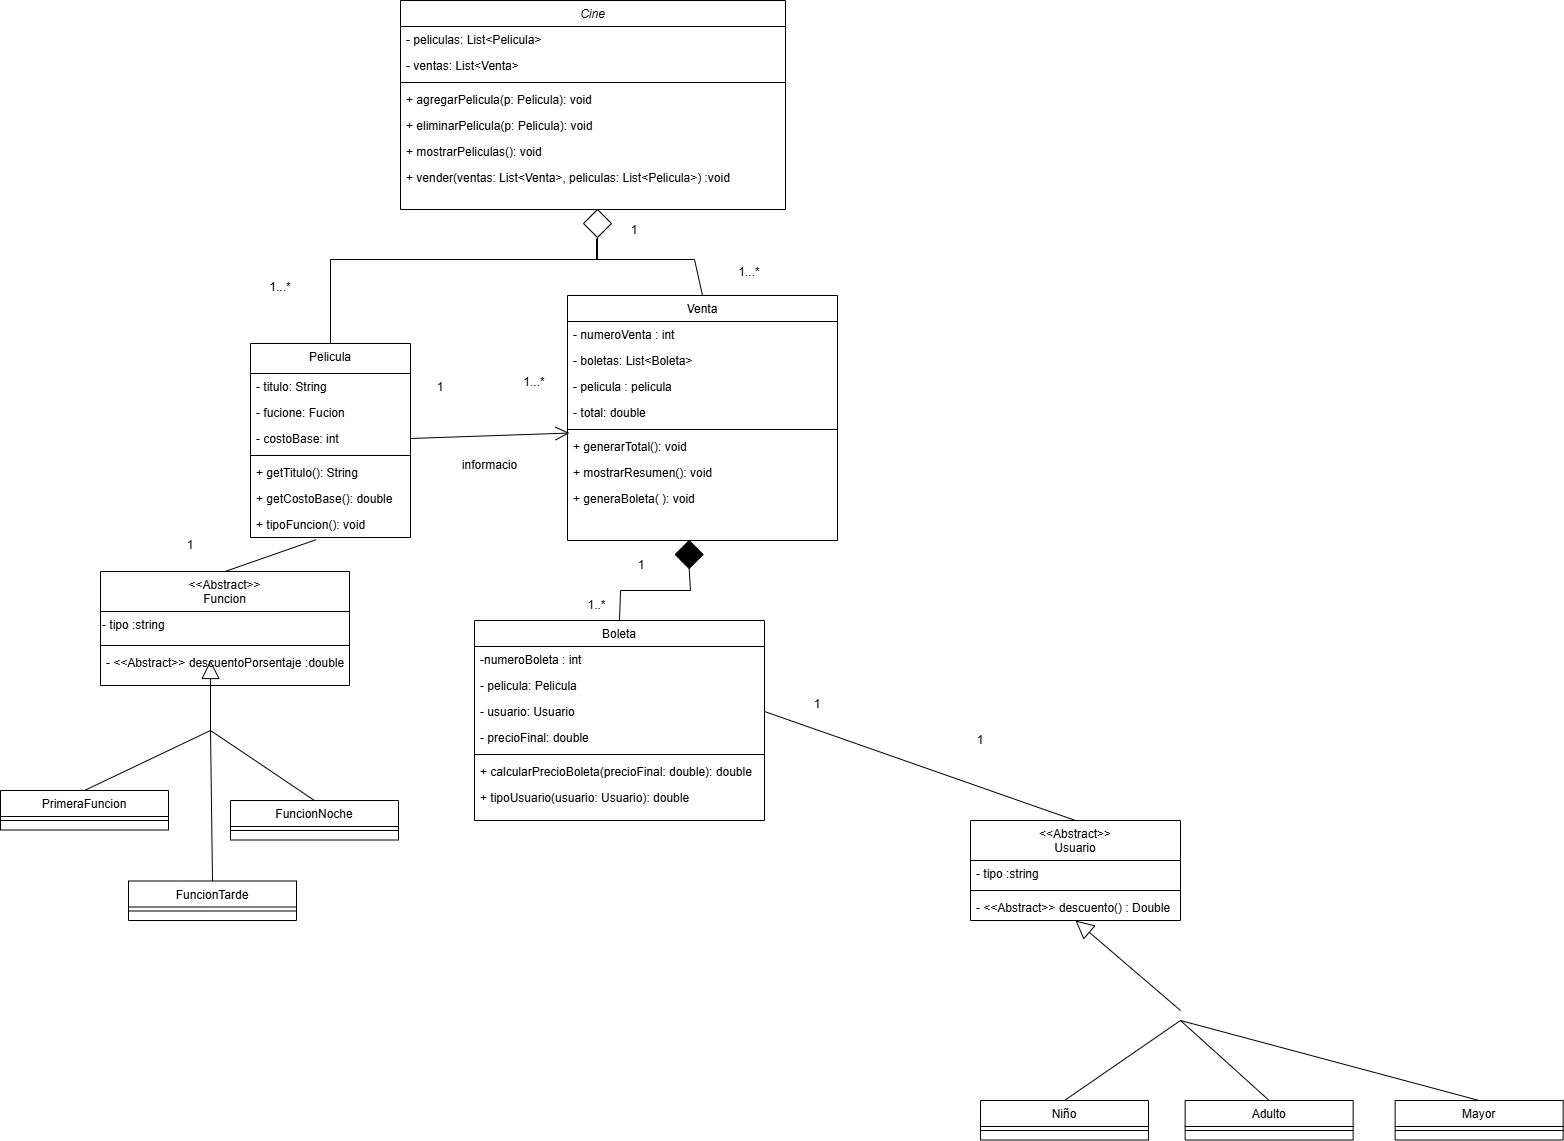 Cine
- peliculas: List<Pelicula>
- ventas: List<Venta>
+ agregarPelicula(p: Pelicula): void
+ eliminarPelicula(p: Pelicula): void
+ mostrarPeliculas(): void
+ vender(ventas: List<Venta>, peliculas: List<Pelicula>) :void
1
1...*
1...*
Pelicula
- titulo: String
- fucione: Fucion
- costoBase: int
+ getTitulo(): String
+ getCostoBase(): double
+ tipoFuncion(): void
1
1...*
informacio
Venta
- numeroVenta : int
- boletas: List<Boleta>
- pelicula : pelicula
- total: double
+ generarTotal(): void
+ mostrarResumen(): void
+ generaBoleta( ): void
1
<<Abstract>>
Funcion
- tipo :string
- <<Abstract>> descuentoPorsentaje :double
PrimeraFuncion
FuncionNoche
FuncionTarde
1
1..*
Boleta
-numeroBoleta : int
- pelicula: Pelicula
- usuario: Usuario
- precioFinal: double
+ calcularPrecioBoleta(precioFinal: double): double
+ tipoUsuario(usuario: Usuario): double
1
1
<<Abstract>>
Usuario
- tipo :string
- <<Abstract>> descuento() : Double
Niño
Adulto
Mayor